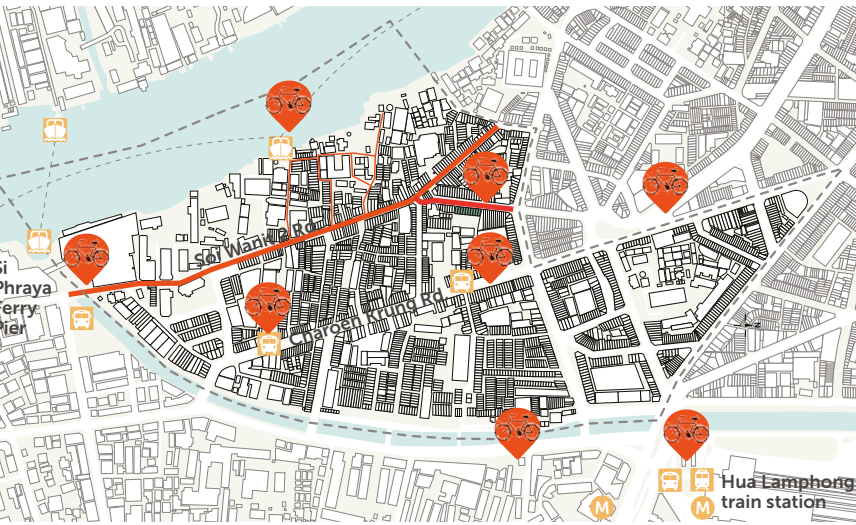 Soi Wanit 2 Rd
Si
Phraya
Ferry
Pier
Charoen Krung Rd
Hua Lamphong
train station
M
M